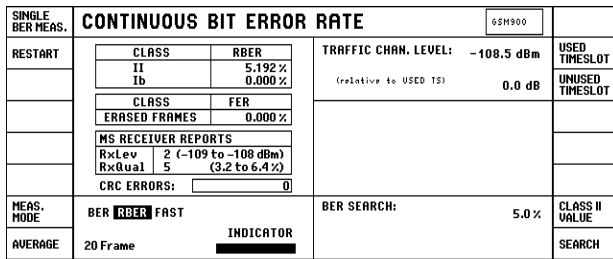 SINGLE
BER MEAS.
CONTINUOUS BIT ERROR RATE
GSM900
RESTART
CLASS RBER
II 5.192 %
Ib 0.000 %
CLASS FER
ERASED FRAMES 0.000 %
MS RECEIVER REPORTS
RxLev 2 (-109 to -108 dBm)
RxQual 5 (3.2 to 6.4 %)
CRC ERRORS: 0
TRAFFIC CHAN. LEVEL: -108.5 dBm
(relative to USED TS) 0.0 dB
USED
TIMESLOT
UNUSED
TIMESLOT
MEAS.
MODE
BER RBER FAST
BER SEARCH: 5.0 %
CLASS II
VALUE
AVERAGE
20 Frame
INDICATOR
SEARCH